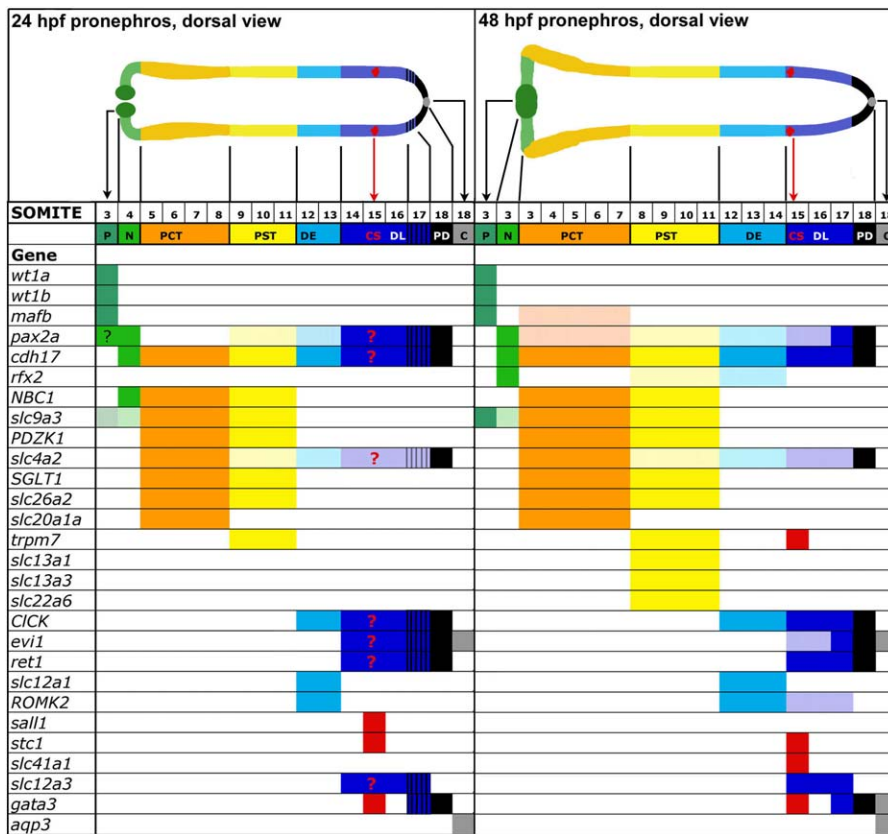 24 hpf pronephros, dorsal view 48 hpf pronephros, dorsal view
SOMITE 3 4 5 6 7 8 9 10 11 12 13 14 15 16 17 18 18 3 3 3 4 5 6 7 8 9 10 11 12 13 14 15 16 17 18
P N PCT PST DE CS DL PD C P N PCT PST DE CS DL PD C
Gene
wt1a
wt1b
mafb
pax2a ? ?
cdh17 ?
rfx2
NBC1
slc9a3
PDZK1
slc4a2 ?
SGLT1
slc26a2
slc20a1a
trpm7
slc13a1
slc13a3
slc22a6
ClCK ?
evi1 ?
ret1 ?
slc12a1
ROMK2
sall1
stc1
slc41a1
slc12a3 ?
gata3
aqp3